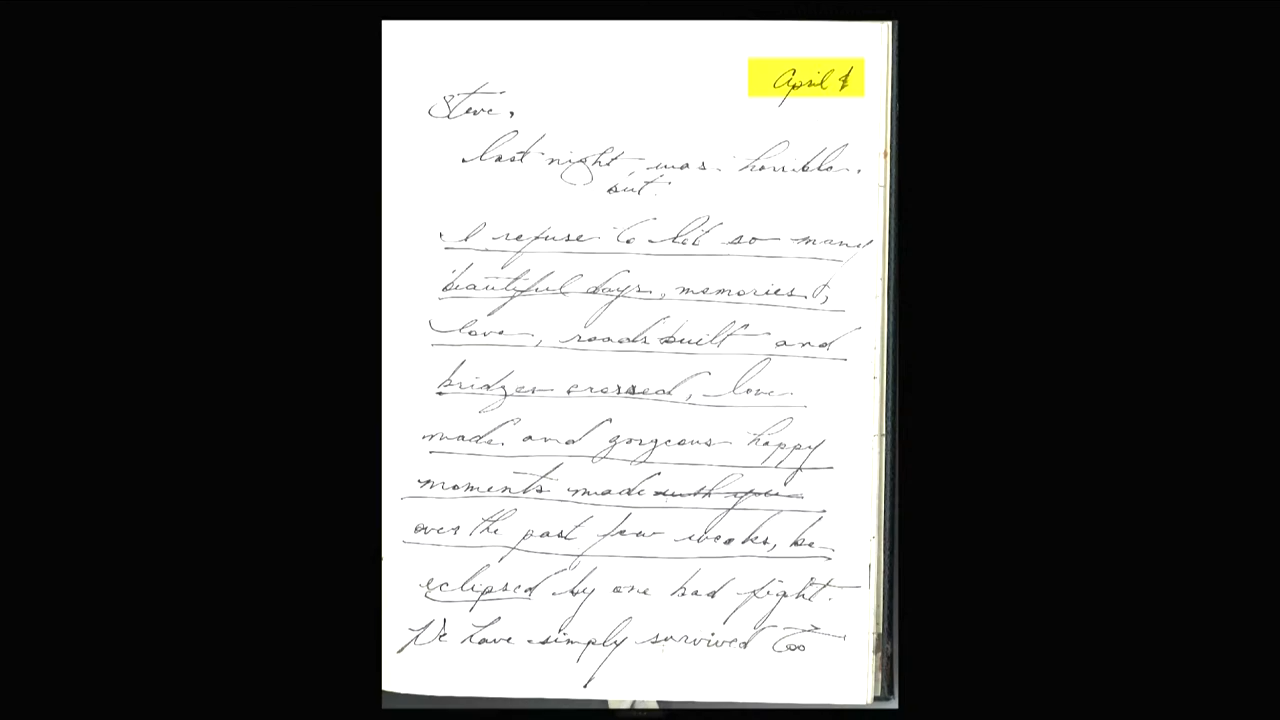 April
Steve,
last night was horrible.
but
I refuse to let so many
beautiful days, memories,
love, roads built and
bridges crossed, love
made and gorgeous happy
moments made with you
over the past few weeks, be
eclipsed by one bad fight.
We have simply survived too